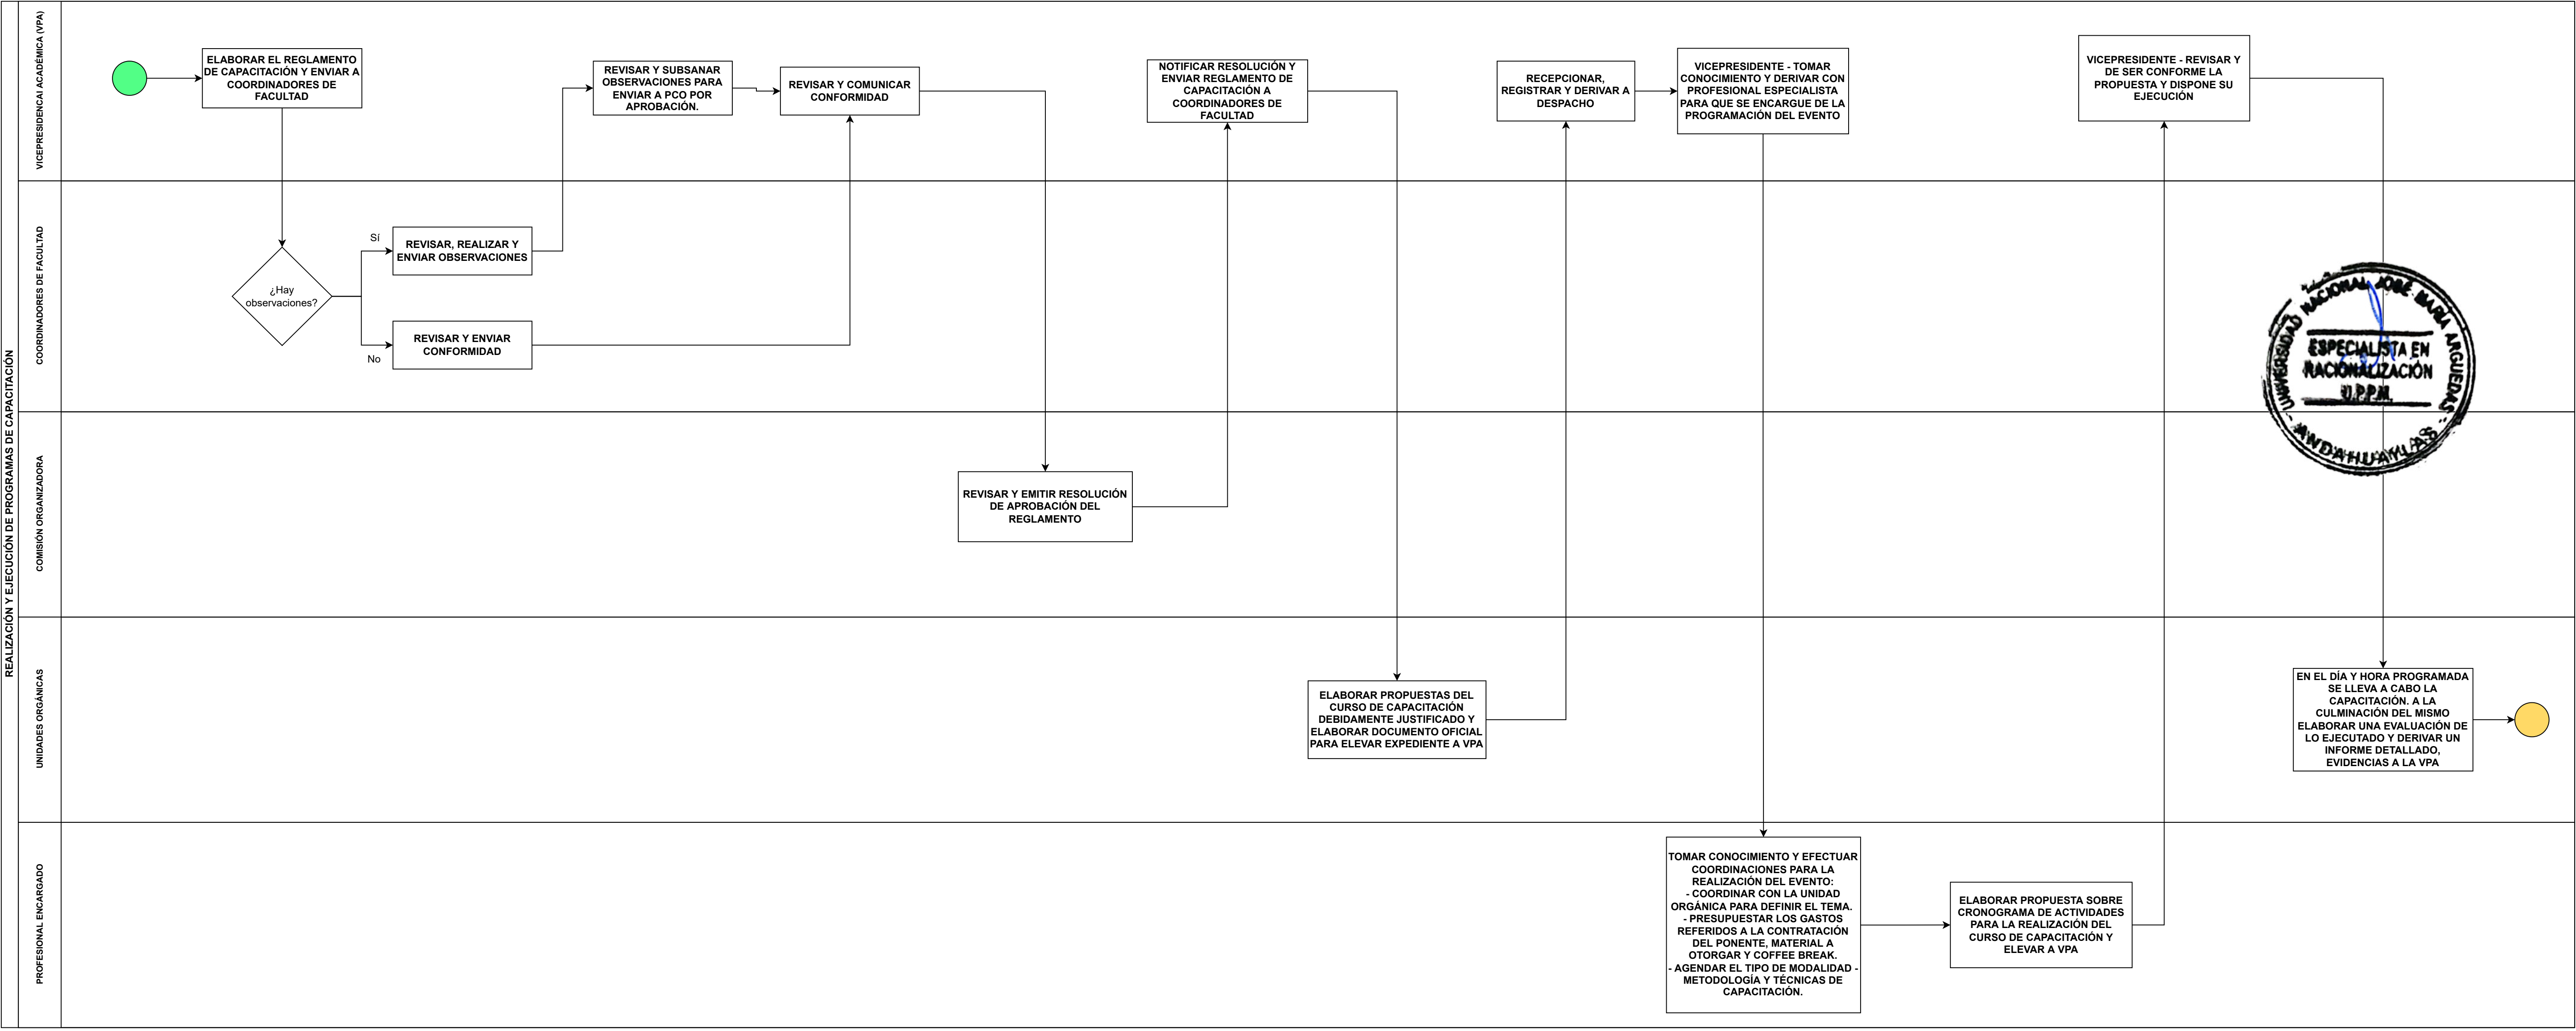 REALIZACIÓN Y EJECUCIÓN DE PROGRAMAS DE CAPACITACIÓN
VICEPRESIDENCAI ACADÉMICA (VPA)
ELABORAR EL REGLAMENTO
DE CAPACITACIÓN Y ENVIAR A
COORDINADORES DE
FACULTAD
REVISAR Y SUBSANAR
OBSERVACIONES PARA
ENVIAR A PCO POR
APROBACIÓN.
REVISAR Y COMUNICAR
CONFORMIDAD
NOTIFICAR RESOLUCIÓN Y
ENVIAR REGLAMENTO DE
CAPACITACIÓN A
COORDINADORES DE
FACULTAD
RECEPCIONAR,
REGISTRAR Y DERIVAR A
DESPACHO
VICEPRESIDENTE - TOMAR
CONOCIMIENTO Y DERIVAR CON
PROFESIONAL ESPECIALISTA
PARA QUE SE ENCARGUE DE LA
PROGRAMACIÓN DEL EVENTO
VICEPRESIDENTE - REVISAR Y
DE SER CONFORME LA
PROPUESTA Y DISPONE SU
EJECUCIÓN
COORDINADORES DE FACULTAD
¿Hay
observaciones?
Sí
REVISAR, REALIZAR Y
ENVIAR OBSERVACIONES
No
REVISAR Y ENVIAR
CONFORMIDAD
UNIVERSIDAD NACIONAL JOSÉ MARÍA ARGUEDAS
ESPECIALISTA EN
RACIONALIZACIÓN
U.P.P.M.
- ANDAHUAYLAS -
COMISIÓN ORGANIZADORA
REVISAR Y EMITIR RESOLUCIÓN
DE APROBACIÓN DEL
REGLAMENTO
UNIDADES ORGÁNICAS
ELABORAR PROPUESTAS DEL
CURSO DE CAPACITACIÓN
DEBIDAMENTE JUSTIFICADO Y
ELABORAR DOCUMENTO OFICIAL
PARA ELEVAR EXPEDIENTE A VPA
EN EL DÍA Y HORA PROGRAMADA
SE LLEVA A CABO LA
CAPACITACIÓN. A LA
CULMINACIÓN DEL MISMO
ELABORAR UNA EVALUACIÓN DE
LO EJECUTADO Y DERIVAR UN
INFORME DETALLADO,
EVIDENCIAS A LA VPA
PROFESIONAL ENCARGADO
TOMAR CONOCIMIENTO Y EFECTUAR
COORDINACIONES PARA LA
REALIZACIÓN DEL EVENTO:
- COORDINAR CON LA UNIDAD
ORGÁNICA PARA DEFINIR EL TEMA.
- PRESUPUESTAR LOS GASTOS
REFERIDOS A LA CONTRATACIÓN
DEL PONENTE, MATERIAL A
OTORGAR Y COFFEE BREAK.
- AGENDAR EL TIPO DE MODALIDAD -
METODOLOGÍA Y TÉCNICAS DE
CAPACITACIÓN.
ELABORAR PROPUESTA SOBRE
CRONOGRAMA DE ACTIVIDADES
PARA LA REALIZACIÓN DEL
CURSO DE CAPACITACIÓN Y
ELEVAR A VPA